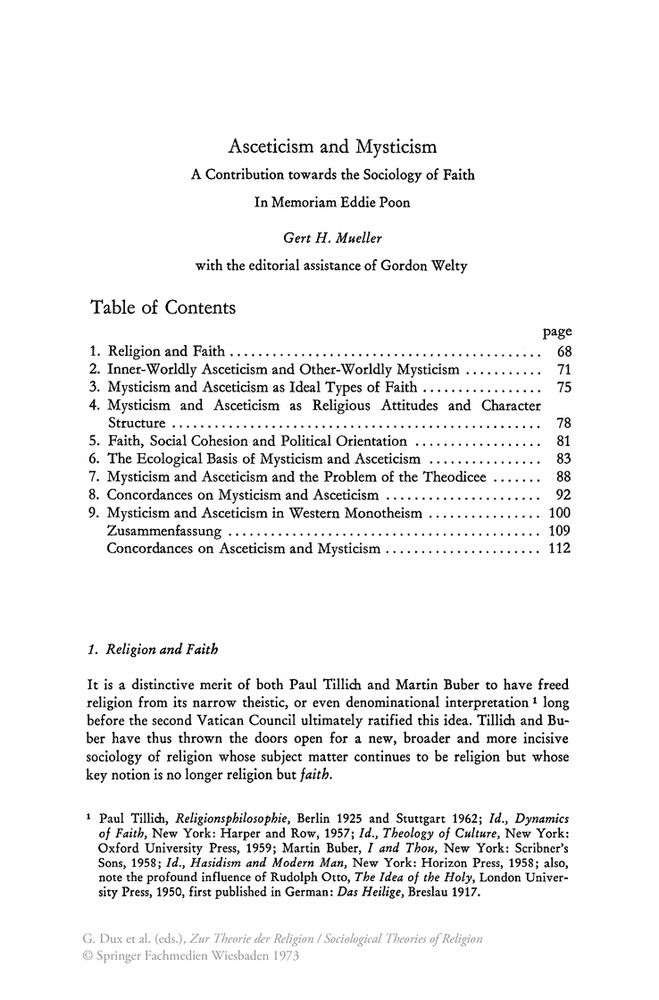 Asceticism and Mysticism
A Contribution towards the Sociology of Faith
In Memoriam Eddie Poon
Gert H. Mueller
with the editorial assistance of Gordon Welty
Table of Contents
page
1. Religion and Faith ............................................ 68
2. Inner-Worldly Asceticism and Other-Worldly Mysticism ........... 71
3. Mysticism and Asceticism as Ideal Types of Faith ................. 75
4. Mysticism and Asceticism as Religious Attitudes and Character
Structure .................................................... 78
5. Faith, Social Cohesion and Political Orientation .................. 81
6. The Ecological Basis of Mysticism and Asceticism ................ 83
7. Mysticism and Asceticism and the Problem of the Theodicee ....... 88
8. Concordances on Mysticism and Asceticism ...................... 92
9. Mysticism and Asceticism in Western Monotheism ................ 100
Zusammenfassung ............................................ 109
Concordances on Asceticism and Mysticism ...................... 112
1. Religion and Faith
It is a distinctive merit of both Paul Tillich and Martin Buber to have freed
religion from its narrow theistic, or even denominational interpretation ¹ long
before the second Vatican Council ultimately ratified this idea. Tillich and Bu-
ber have thus thrown the doors open for a new, broader and more incisive
sociology of religion whose subject matter continues to be religion but whose
key notion is no longer religion but faith.
¹ Paul Tillich, Religionsphilosophie, Berlin 1925 and Stuttgart 1962; Id., Dynamics
of Faith, New York: Harper and Row, 1957; Id., Theology of Culture, New York:
Oxford University Press, 1959; Martin Buber, I and Thou, New York: Scribner's
Sons, 1958; Id., Hasidism and Modern Man, New York: Horizon Press, 1958; also,
note the profound influence of Rudolph Otto, The Idea of the Holy, London Univer-
sity Press, 1950, first published in German: Das Heilige, Breslau 1917.
G. Dux et al. (eds.), Zur Theorie der Religion / Sociological Theories of Religion
© Springer Fachmedien Wiesbaden 1973